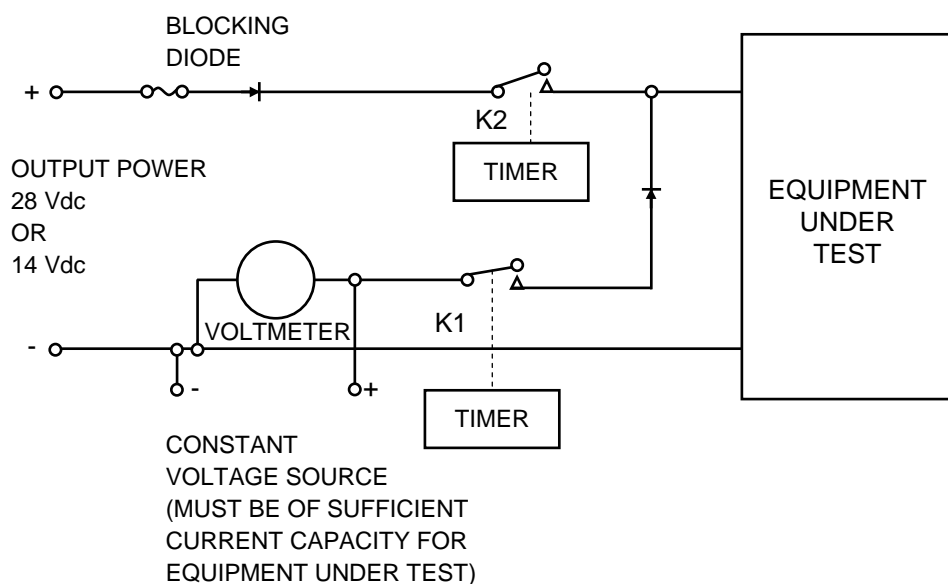 BLOCKING
DIODE
+
K2
TIMER
OUTPUT POWER
28 Vdc
OR
14 Vdc
EQUIPMENT
UNDER
TEST
VOLTMETER
K1
-
-
+
TIMER
CONSTANT
VOLTAGE SOURCE
(MUST BE OF SUFFICIENT
CURRENT CAPACITY FOR
EQUIPMENT UNDER TEST)